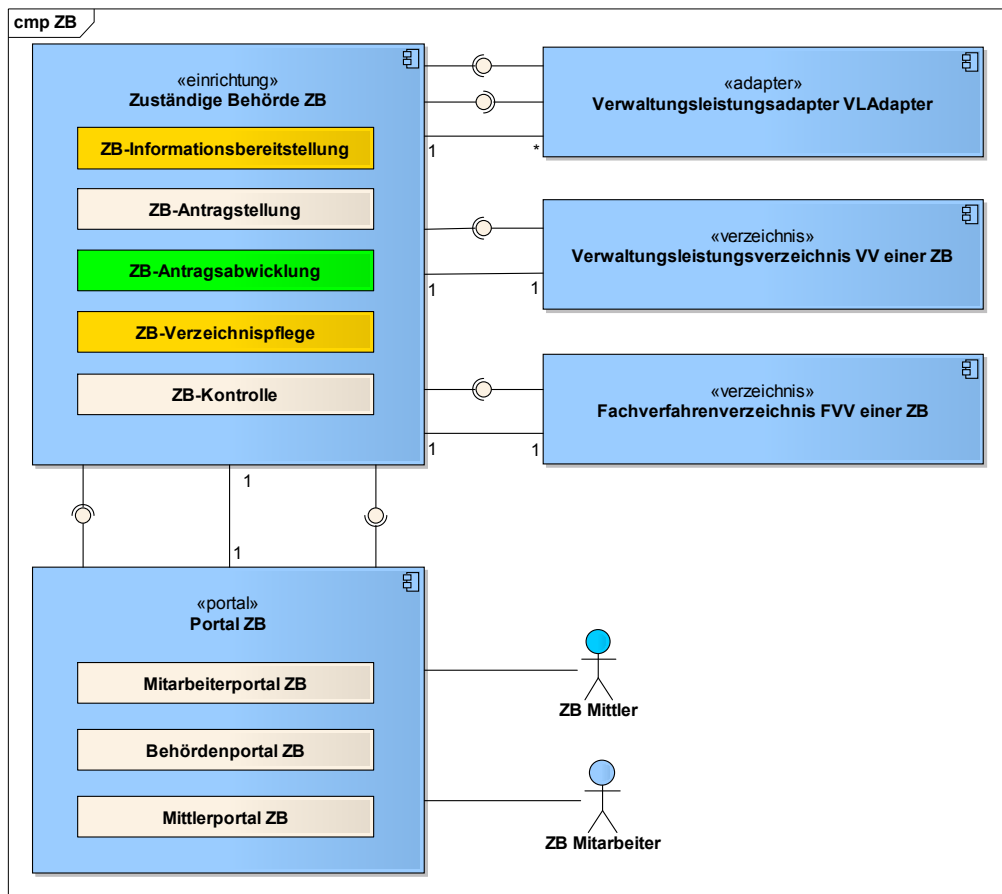 cmp ZB
«einrichtung»
Zuständige Behörde ZB
ZB-Informationsbereitstellung
ZB-Antragstellung
ZB-Antragsabwicklung
ZB-Verzeichnispflege
ZB-Kontrolle
«adapter»
Verwaltungsleistungsadapter VLAdapter
1
*
«verzeichnis»
Verwaltungsleistungsverzeichnis VV einer ZB
1
1
«verzeichnis»
Fachverfahrenverzeichnis FVV einer ZB
1
1
1
1
«portal»
Portal ZB
Mitarbeiterportal ZB
Behördenportal ZB
Mittlerportal ZB
ZB Mittler
ZB Mitarbeiter